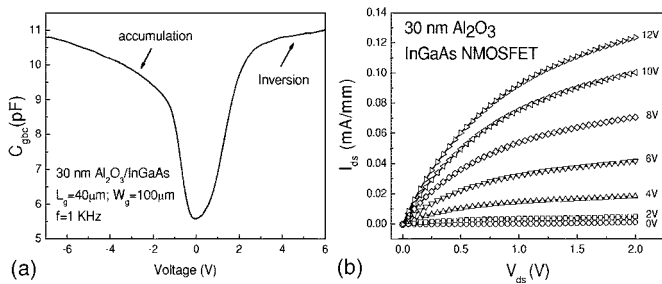 11
10
9
8
7
6
5
C_gbc(pF)
accumulation
Inversion
30 nm Al₂O₃/InGaAs
L_g=40μm; W_g=100μm
f=1 KHz
-6 -4 -2 0 2 4 6
Voltage (V)
(a)
0.14
0.12
0.10
0.08
0.06
0.04
0.02
0.00
I_ds (mA/mm)
30 nm Al₂O₃
InGaAs NMOSFET
12V
10V
8V
6V
4V
2V
0V
0.0 0.5 1.0 1.5 2.0
V_ds (V)
(b)